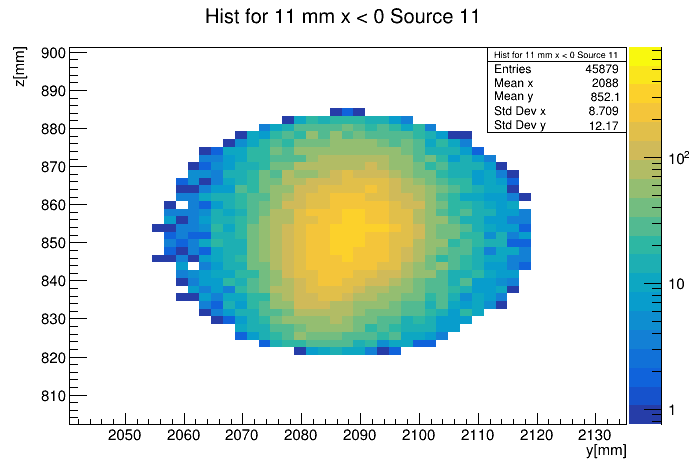 Hist for 11 mm x < 0 Source 11
z[mm]
900
890
880
870
860
850
840
830
820
810
Hist for 11 mm x < 0 Source 11
Entries 45879
Mean x 2088
Mean y 852.1
Std Dev x 8.709
Std Dev y 12.17
10²
10
1
2050 2060 2070 2080 2090 2100 2110 2120 2130
y[mm]